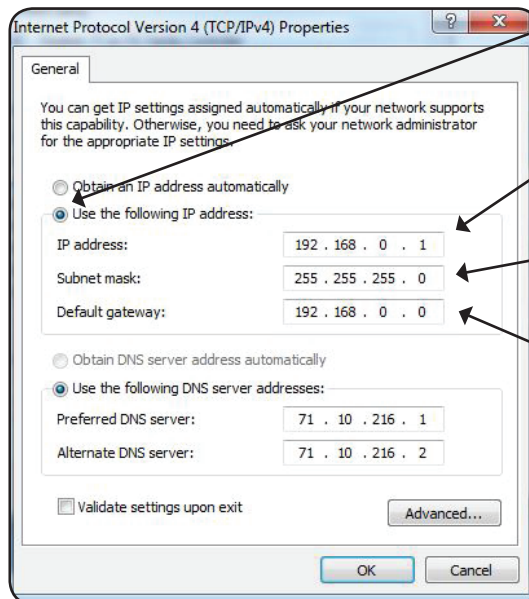 Internet Protocol Version 4 (TCP/IPv4) Properties
General
You can get IP settings assigned automatically if your network supports
this capability. Otherwise, you need to ask your network administrator
for the appropriate IP settings.
Obtain an IP address automatically
Use the following IP address:
IP address: 192 . 168 . 0 . 1
Subnet mask: 255 . 255 . 255 . 0
Default gateway: 192 . 168 . 0 . 0
Obtain DNS server address automatically
Use the following DNS server addresses:
Preferred DNS server: 71 . 10 . 216 . 1
Alternate DNS server: 71 . 10 . 216 . 2
Validate settings upon exit
Advanced...
OK Cancel